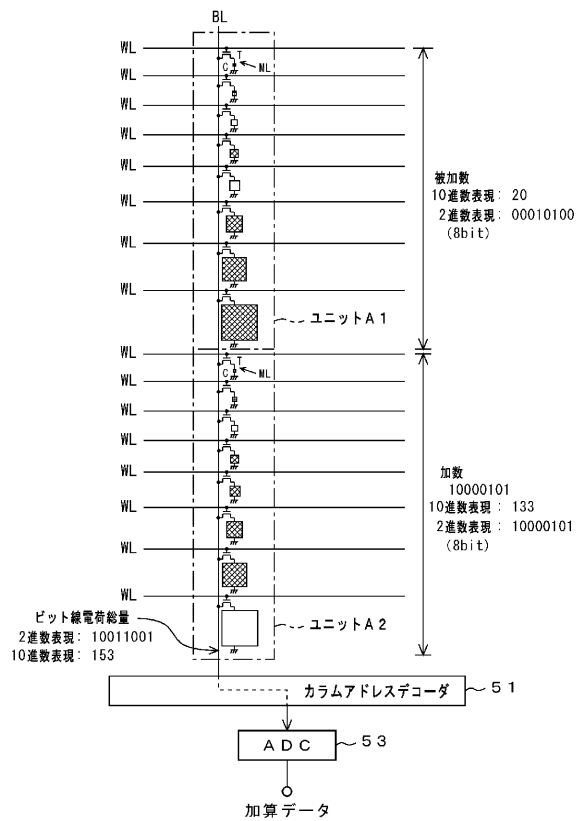 BL
WL
T
C
ML
WL
WL
WL
WL
WL
WL
WL
被加数
10進数表現: 20
2進数表現: 00010100
(8bit)
ユニットA1
WL
T
C
ML
WL
WL
WL
WL
WL
WL
WL
加数
10000101
10進数表現: 133
2進数表現: 10000101
(8bit)
ユニットA2
ビット線電荷総量
2進数表現: 10011001
10進数表現: 153
カラムアドレスデコーダ
51
ADC
53
加算データ